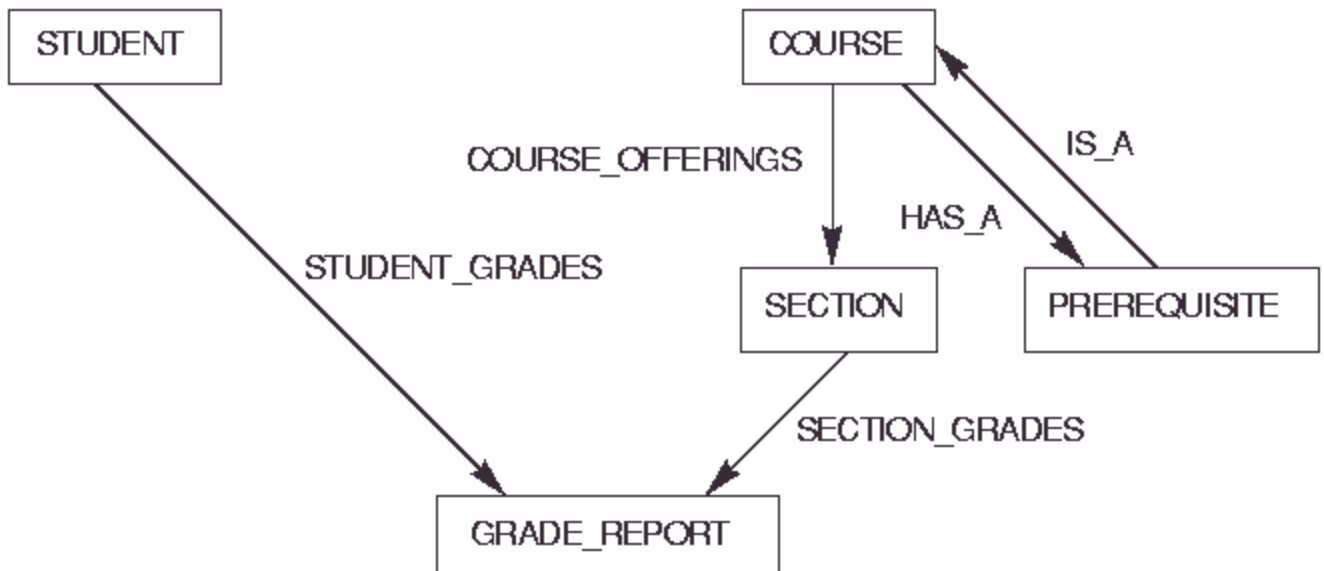 STUDENT
COURSE
COURSE_OFFERINGS
IS_A
HAS_A
STUDENT_GRADES
SECTION
PREREQUISITE
SECTION_GRADES
GRADE_REPORT